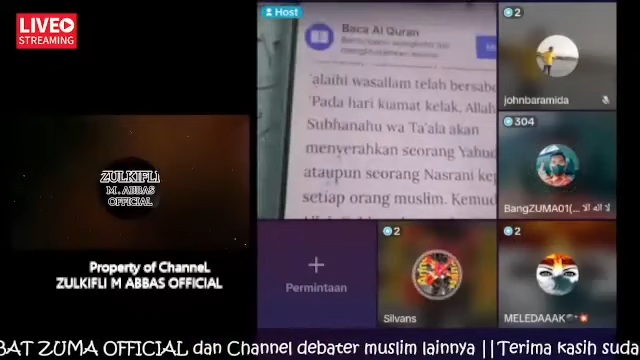 LIVE
STREAMING
Host
Baca Al Quran
'alaihi wasallam telah bersabd
'Pada hari kiamat kelak, Allah
Subhanahu wa Ta'ala akan
menyerahkan seorang Yahud
ataupun seorang Nasrani kep
setiap orang muslim. Kemud
2
johnbaramida
304
BangZUMA01(... لا اله الا
Permintaan
2
Silvans
2
MELEDAAAK
ZULKIFLI
M. ABBAS
OFFICIAL
Property of ChanneL
ZULKIFLI M ABBAS OFFICIAL
BAT ZUMA OFFICIAL dan Channel debater muslim lainnya ||Terima kasih suda